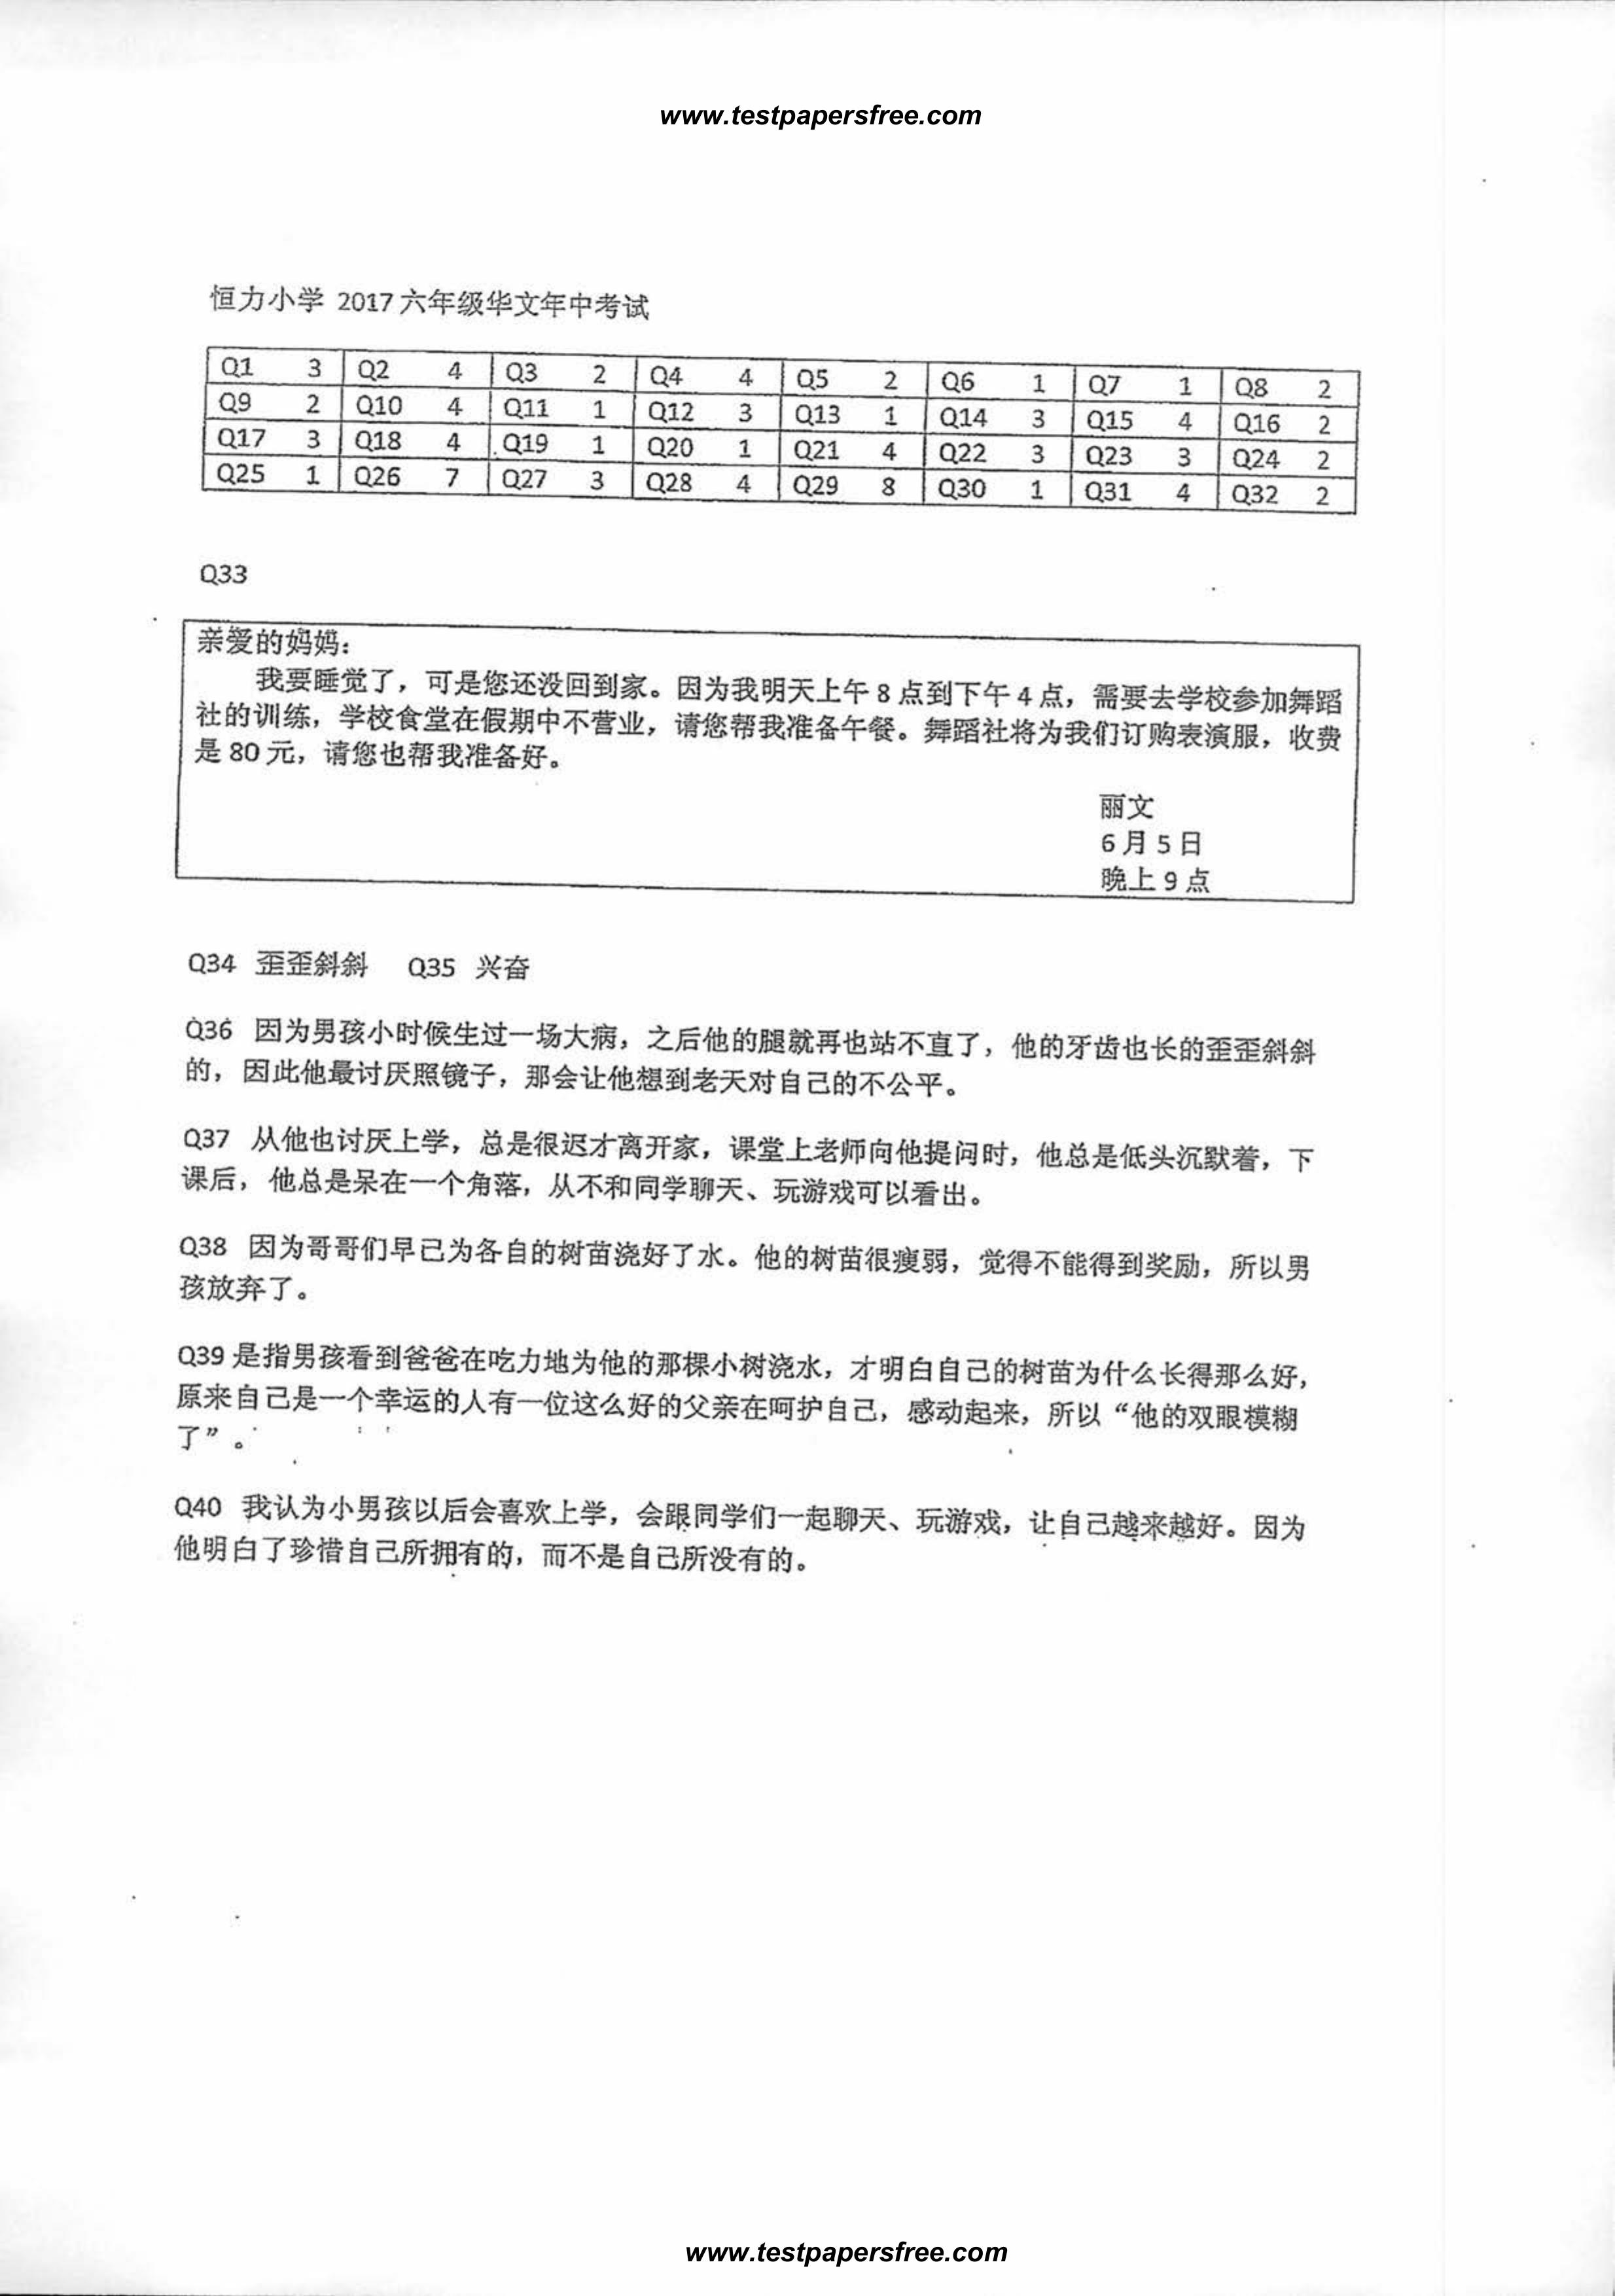 www.testpapersfree.com
恒力小学 2017 六年级华文年中考试
Q1 3 Q2 4 Q3 2 Q4 4 Q5 2 Q6 1 Q7 1 Q8 2
Q9 2 Q10 4 Q11 1 Q12 3 Q13 1 Q14 3 Q15 4 Q16 2
Q17 3 Q18 4 Q19 1 Q20 1 Q21 4 Q22 3 Q23 3 Q24 2
Q25 1 Q26 7 Q27 3 Q28 4 Q29 8 Q30 1 Q31 4 Q32 2
Q33
亲爱的妈妈：
我要睡觉了，可是您还没回到家。因为我明天上午 8 点到下午 4 点，需要去学校参加舞蹈
社的训练，学校食堂在假期中不营业，请您帮我准备午餐。舞蹈社将为我们订购表演服，收费
是 80 元，请您也帮我准备好。
丽文
6 月 5 日
晚上 9 点
Q34 歪歪斜斜 Q35 兴奋
Q36 因为男孩小时候生过一场大病，之后他的腿就再也站不直了，他的牙齿也长的歪歪斜斜
的，因此他最讨厌照镜子，那会让他想到老天对自己的不公平。
Q37 从他也讨厌上学，总是很迟才离开家，课堂上老师向他提问时，他总是低头沉默着，下
课后，他总是呆在一个角落，从不和同学聊天、玩游戏可以看出。
Q38 因为哥哥们早已为各自的树苗浇好了水。他的树苗很瘦弱，觉得不能得到奖励，所以男
孩放弃了。
Q39 是指男孩看到爸爸在吃力地为他的那棵小树浇水，才明白自己的树苗为什么长得那么好，
原来自己是一个幸运的人有一位这么好的父亲在呵护自己，感动起来，所以“他的双眼模糊
了”。
Q40 我认为小男孩以后会喜欢上学，会跟同学们一起聊天、玩游戏，让自己越来越好。因为
他明白了珍惜自己所拥有的，而不是自己所没有的。
www.testpapersfree.com